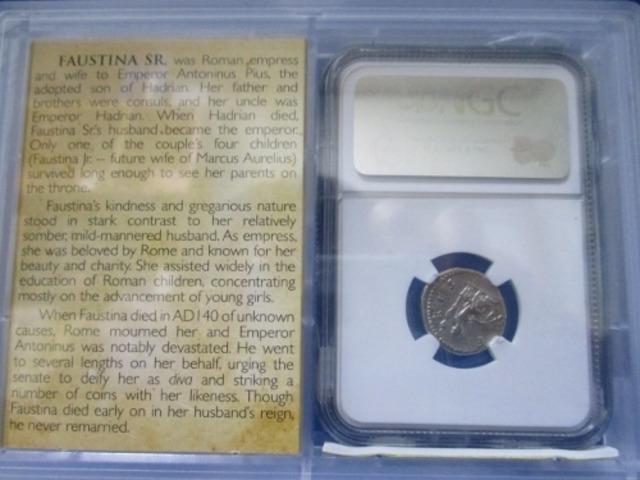 FAUSTINA SR. was Roman empress
and wife to Emperor Antoninus Pius, the
adopted son of Hadrian. Her father and
brothers were consuls, and her uncle was
Emperor Hadrian. When Hadrian died,
Faustina Sr.'s husband became the emperor.
Only one of the couple's four children
(Faustina Jr. – future wife of Marcus Aurelius)
survived long enough to see her parents on
the throne.
Faustina's kindness and gregarious nature
stood in stark contrast to her relatively
somber, mild-mannered husband. As empress,
she was beloved by Rome and known for her
beauty and charity. She assisted widely in the
education of Roman children, concentrating
mostly on the advancement of young girls.
When Faustina died in AD140 of unknown
causes, Rome mourned her and Emperor
Antoninus was notably devastated. He went
to several lengths on her behalf, urging the
senate to deify her as diva and striking a
number of coins with her likeness. Though
Faustina died early on in her husband's reign,
he never remarried.
NGC